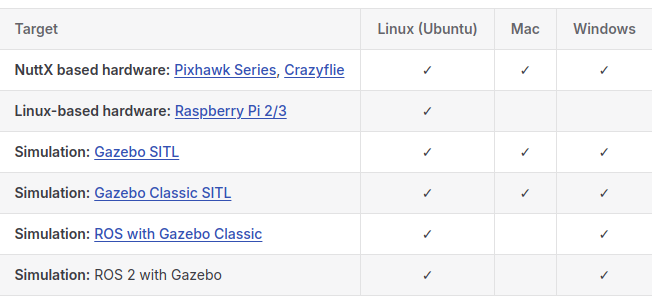 Target Linux (Ubuntu) Mac Windows
NuttX based hardware: Pixhawk Series, Crazyflie ✓ ✓ ✓
Linux-based hardware: Raspberry Pi 2/3 ✓
Simulation: Gazebo SITL ✓ ✓ ✓
Simulation: Gazebo Classic SITL ✓ ✓ ✓
Simulation: ROS with Gazebo Classic ✓ ✓
Simulation: ROS 2 with Gazebo ✓ ✓